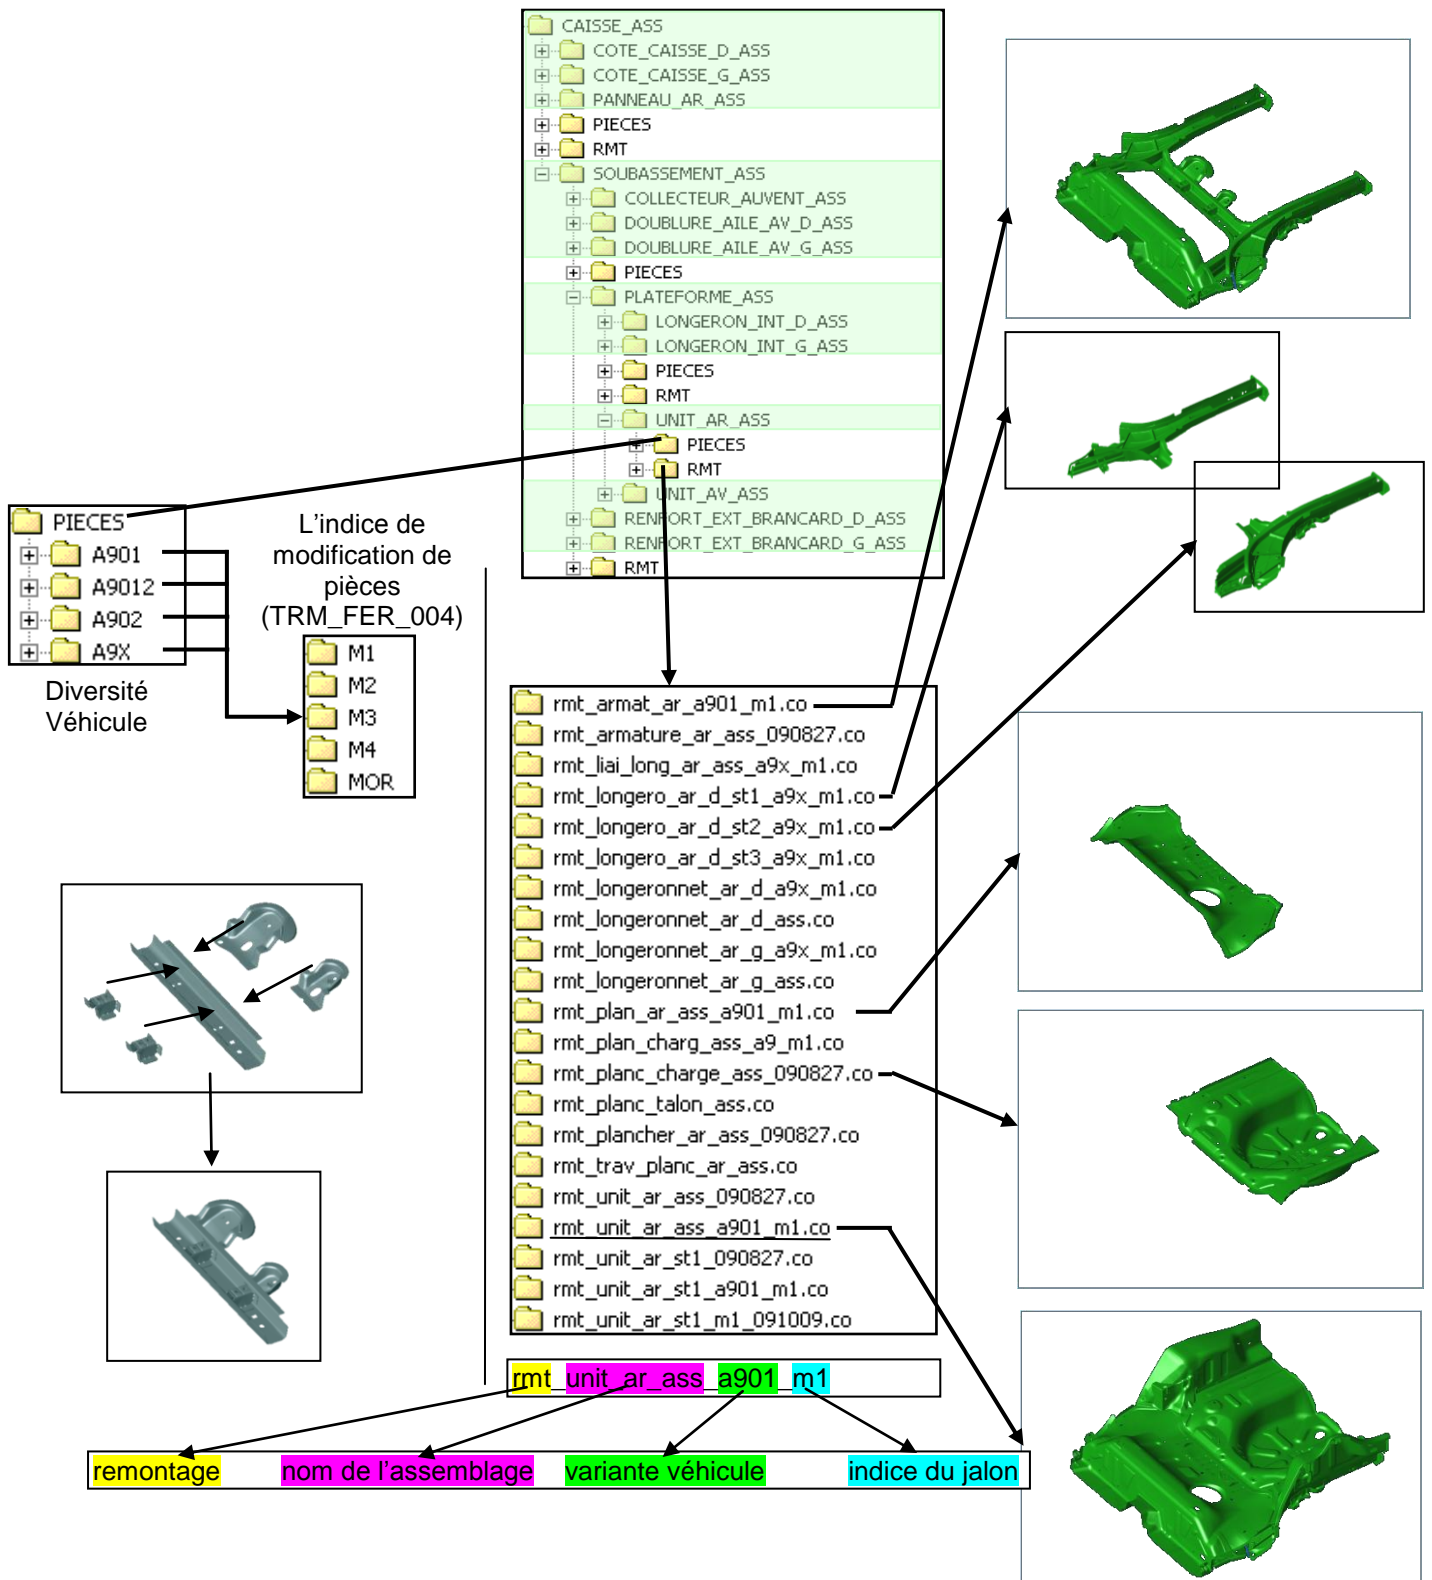 CAISSE_ASS
COTE_CAISSE_D_ASS
COTE_CAISSE_G_ASS
PANNEAU_AR_ASS
PIECES
RMT
SOUBASSEMENT_ASS
COLLECTEUR_AUVENT_ASS
DOUBLURE_AILE_AV_D_ASS
DOUBLURE_AILE_AV_G_ASS
PIECES
PLATEFORME_ASS
LONGERON_INT_D_ASS
LONGERON_INT_G_ASS
PIECES
RMT
UNIT_AR_ASS
PIECES
RMT
UNIT_AV_ASS
RENFORT_EXT_BRANCARD_D_ASS
RENFORT_EXT_BRANCARD_G_ASS
RMT
PIECES
A901
A9012
A902
A9X
Diversité
Véhicule
L'indice de
modification de
pièces
(TRM_FER_004)
M1
M2
M3
M4
MOR
rmt_armat_ar_a901_m1.co
rmt_armature_ar_ass_090827.co
rmt_liai_long_ar_ass_a9x_m1.co
rmt_longero_ar_d_st1_a9x_m1.co
rmt_longero_ar_d_st2_a9x_m1.co
rmt_longero_ar_d_st3_a9x_m1.co
rmt_longeronnet_ar_d_a9x_m1.co
rmt_longeronnet_ar_d_ass.co
rmt_longeronnet_ar_g_a9x_m1.co
rmt_longeronnet_ar_g_ass.co
rmt_plan_ar_ass_a901_m1.co
rmt_plan_charg_ass_a9_m1.co
rmt_planc_charge_ass_090827.co
rmt_planc_talon_ass.co
rmt_plancher_ar_ass_090827.co
rmt_trav_planc_ar_ass.co
rmt_unit_ar_ass_090827.co
rmt_unit_ar_ass_a901_m1.co
rmt_unit_ar_st1_090827.co
rmt_unit_ar_st1_a901_m1.co
rmt_unit_ar_st1_m1_091009.co
rmt_unit_ar_ass_a901_m1
remontage nom de l'assemblage variante véhicule indice du jalon